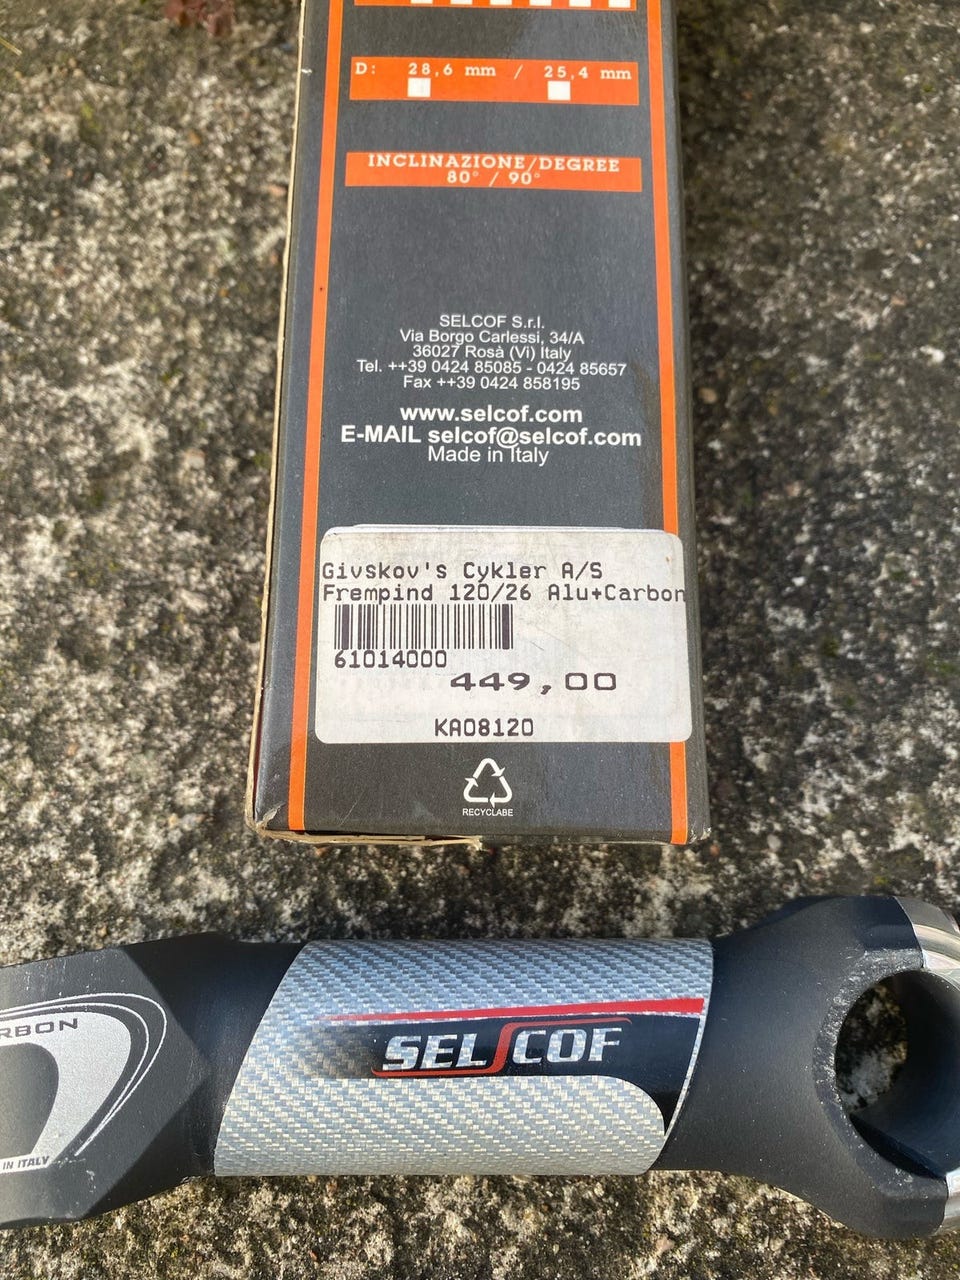 D: 28,6 mm / 25,4 mm
INCLINAZIONE/DEGREE
80° / 90°
SELCOF S.r.l.
Via Borgo Carlessi, 34/A
36027 Rosà (Vi) Italy
Tel. ++39 0424 85085 - 0424 85657
Fax ++39 0424 858195
www.selcof.com
E-MAIL selcof@selcof.com
Made in Italy
Givskov's Cykler A/S
Frempind 120/26 Alu+Carbon
61014000
449,00
KA08120
RECYCLABE
RBON
SELCOF
IN ITALY